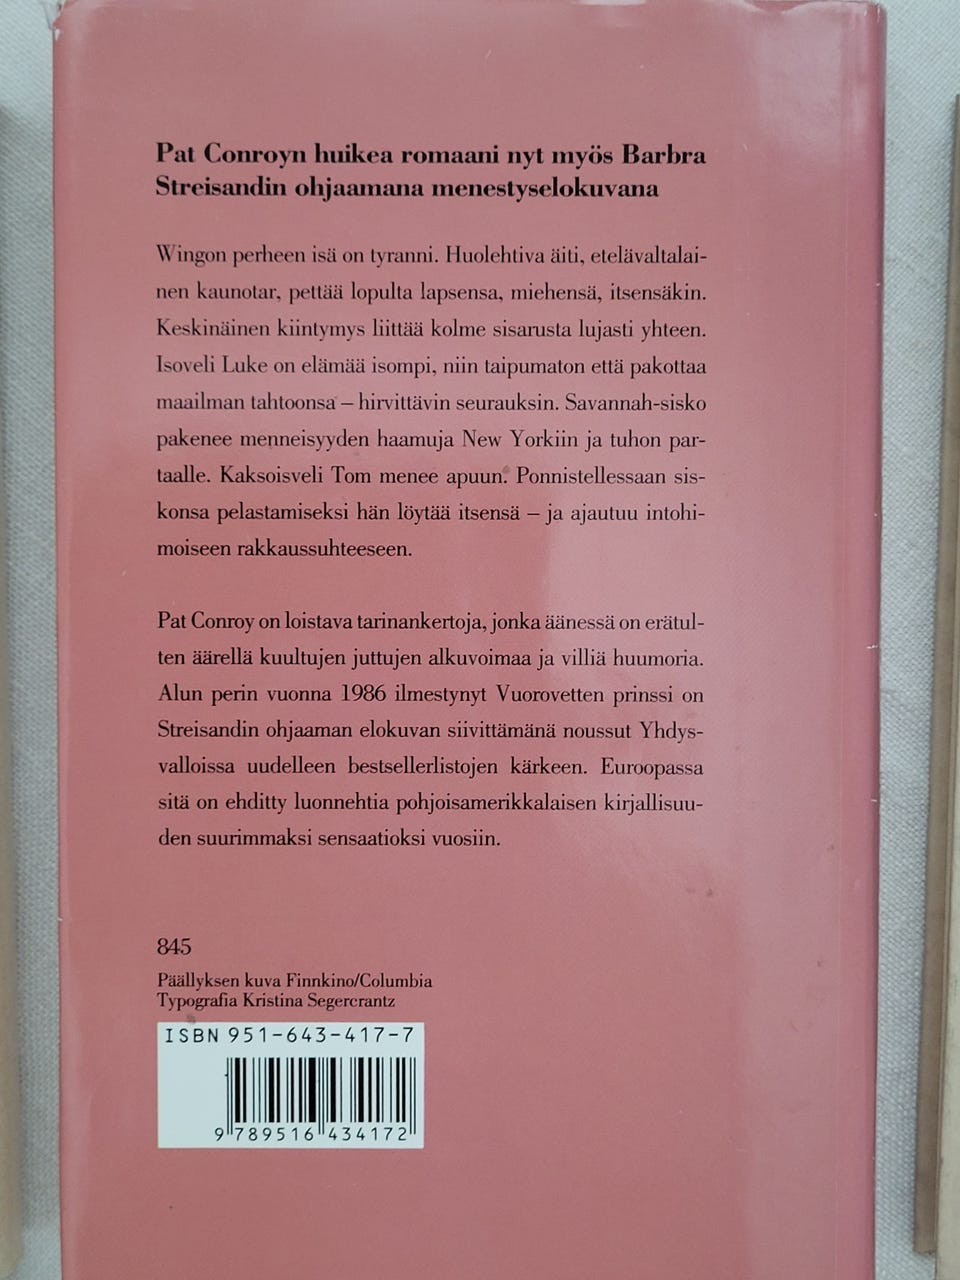 Pat Conroyn huikea romaani nyt myös Barbra
Streisandin ohjaamana menestyselokuvana
Wingon perheen isä on tyranni. Huolehtiva äiti, etelävaltalai-
nen kaunotar, pettää lopulta lapsensa, miehensä, itsensäkin.
Keskinäinen kiintymys liittää kolme sisarusta lujasti yhteen.
Isoveli Luke on elämää isompi, niin taipumaton että pakottaa
maailman tahtoonsa – hirvittävin seurauksin. Savannah-sisko
pakenee menneisyyden haamuja New Yorkiin ja tuhon par-
taalle. Kaksoisveli Tom menee apuun. Ponnistellessaan sis-
konsa pelastamiseksi hän löytää itsensä – ja ajautuu intohi-
moiseen rakkaussuhteeseen.
Pat Conroy on loistava tarinankertoja, jonka äänessä on erätul-
ten äärellä kuultujen juttujen alkuvoimaa ja villiä huumoria.
Alun perin vuonna 1986 ilmestynyt Vuorovetten prinssi on
Streisandin ohjaaman elokuvan siivittämänä noussut Yhdys-
valloissa uudelleen bestsellerlistojen kärkeen. Euroopassa
sitä on ehditty luonnehtia pohjoisamerikkalaisen kirjallisuu-
den suurimmaksi sensaatioksi vuosiin.
845
Päällyksen kuva Finnkino/Columbia
Typografia Kristina Segercrantz
ISBN 951-643-417-7
9 789516 434172